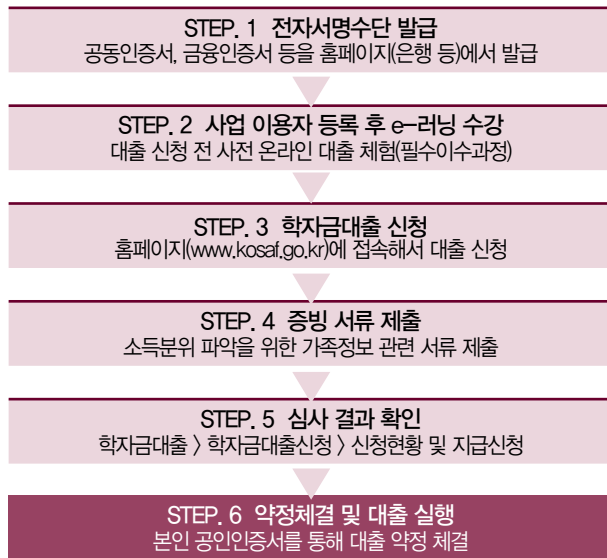 STEP. 1 전자서명수단 발급
공동인증서, 금융인증서 등을 홈페이지(은행 등)에서 발급
STEP. 2 사업 이용자 등록 후 e-러닝 수강
대출 신청 전 사전 온라인 대출 체험(필수이수과정)
STEP. 3 학자금대출 신청
홈페이지(www.kosaf.go.kr)에 접속해서 대출 신청
STEP. 4 증빙 서류 제출
소득분위 파악을 위한 가족정보 관련 서류 제출
STEP. 5 심사 결과 확인
학자금대출 > 학자금대출신청 > 신청현황 및 지급신청
STEP. 6 약정체결 및 대출 실행
본인 공인인증서를 통해 대출 약정 체결